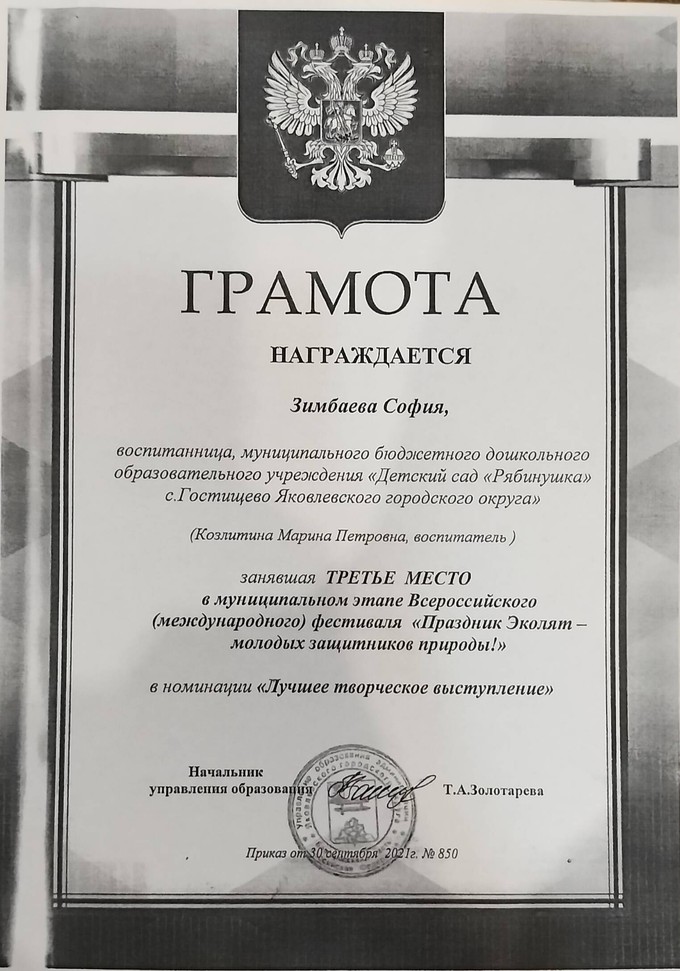 ГРАМОТА
НАГРАЖДАЕТСЯ
Зимбаева София,
воспитанница, муниципального бюджетного дошкольного
образовательного учреждения «Детский сад «Рябинушка»
с.Гостищево Яковлевского городского округа»
(Козлитина Марина Петровна, воспитатель )
занявшая ТРЕТЬЕ МЕСТО
в муниципальном этапе Всероссийского
(международного) фестиваля «Праздник Эколят –
молодых защитников природы!»
в номинации «Лучшее творческое выступление»
Начальник
управления образования
Т.А.Золотарева
Приказ от 30 сентября 2021г. № 850